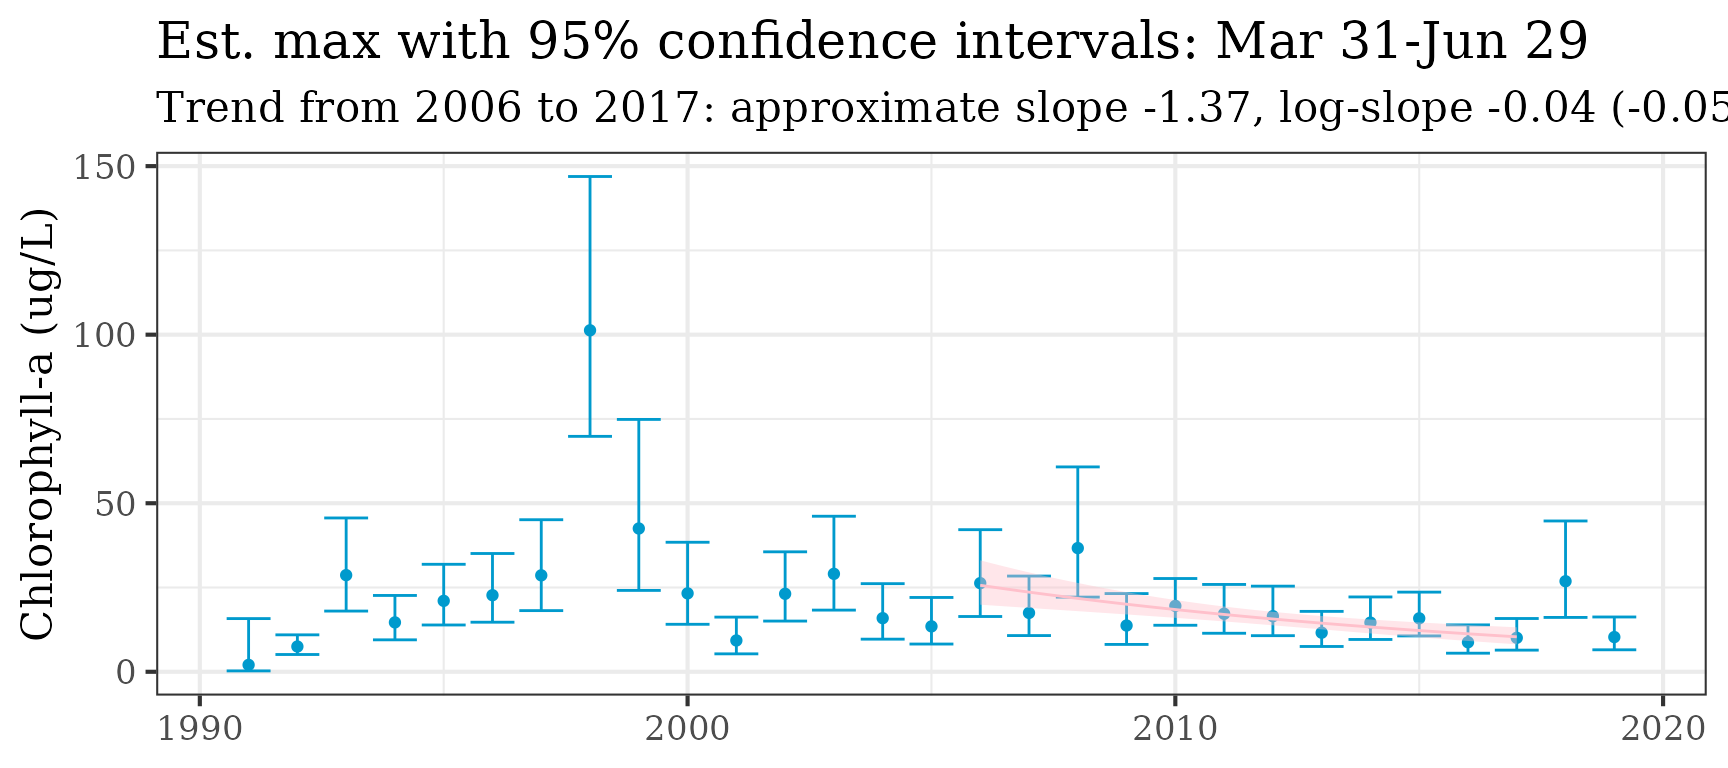 Est. max with 95% confidence intervals: Mar 31-Jun 29
Trend from 2006 to 2017: approximate slope -1.37, log-slope -0.04 (-0.05
Chlorophyll-a (ug/L)
150
100
50
0
1990 2000 2010 2020